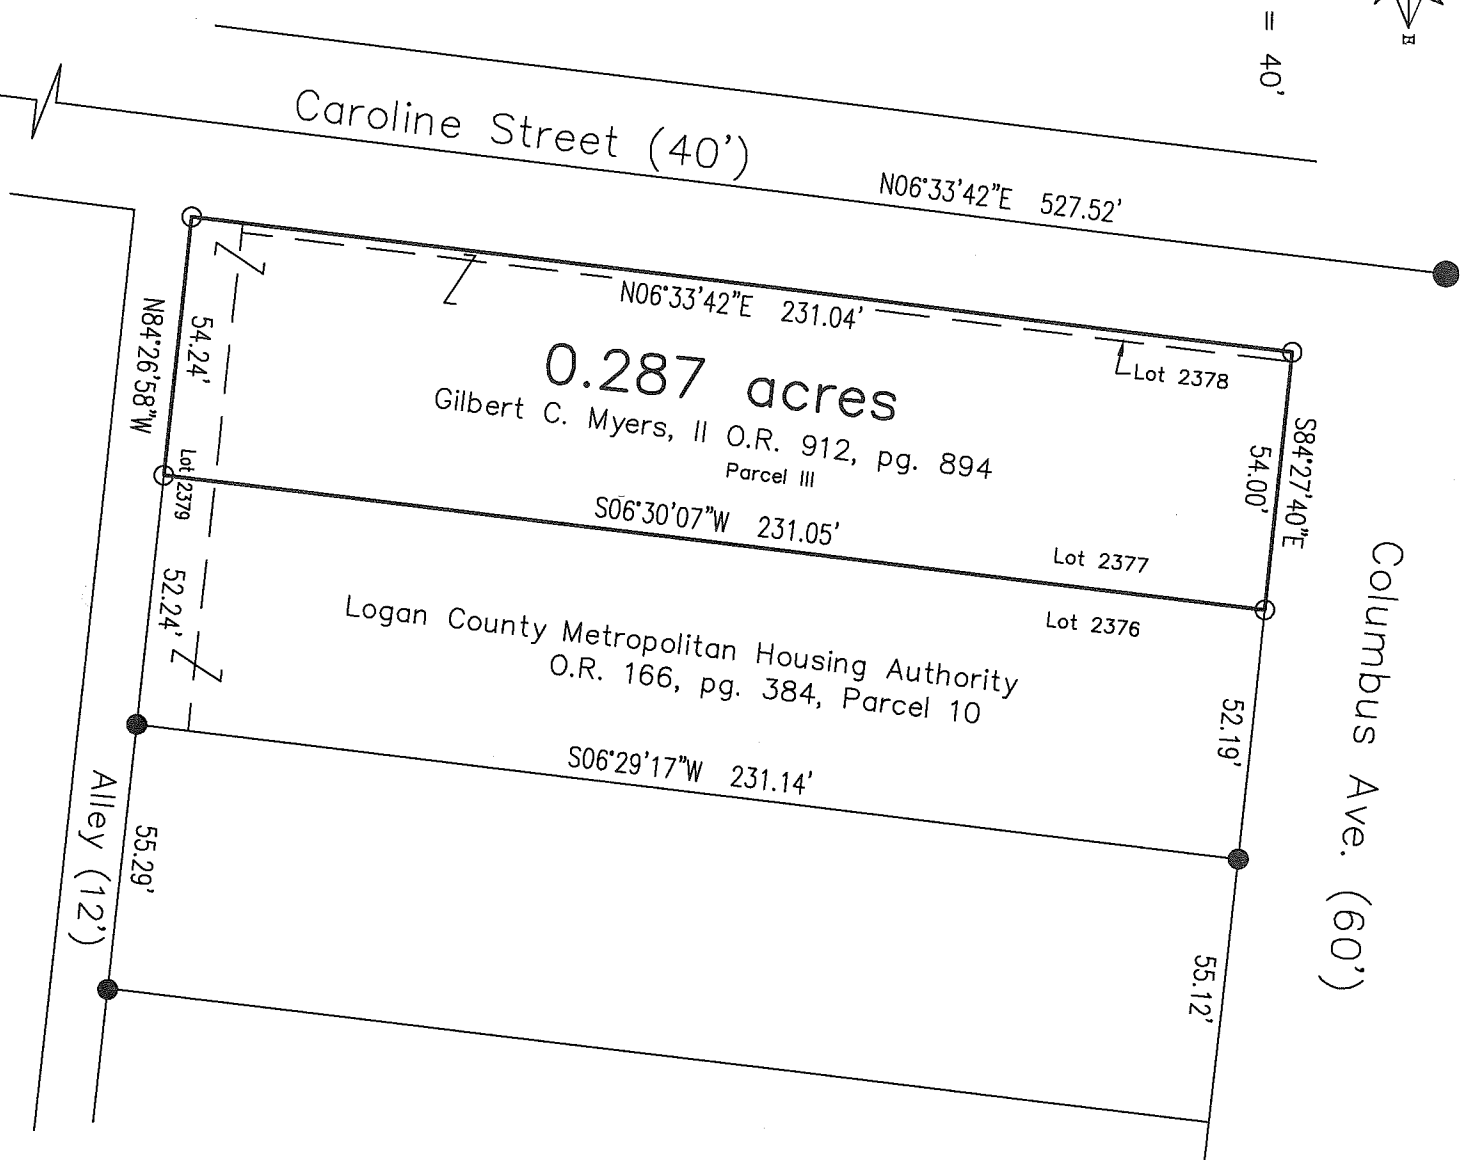 E
= 40'
Caroline Street (40')
N06°33'42"E 527.52'
N06°33'42"E 231.04'
Lot 2378
0.287 acres
Gilbert C. Myers, II O.R. 912, pg. 894
Parcel III
54.24'
N84°26'58"W
S84°27'40"E
54.00'
Lot 2379
S06°30'07"W 231.05'
Lot 2377
Lot 2376
Logan County Metropolitan Housing Authority
O.R. 166, pg. 384, Parcel 10
52.24'
52.19'
S06°29'17"W 231.14'
Columbus Ave. (60')
Alley (12')
55.29'
55.12'